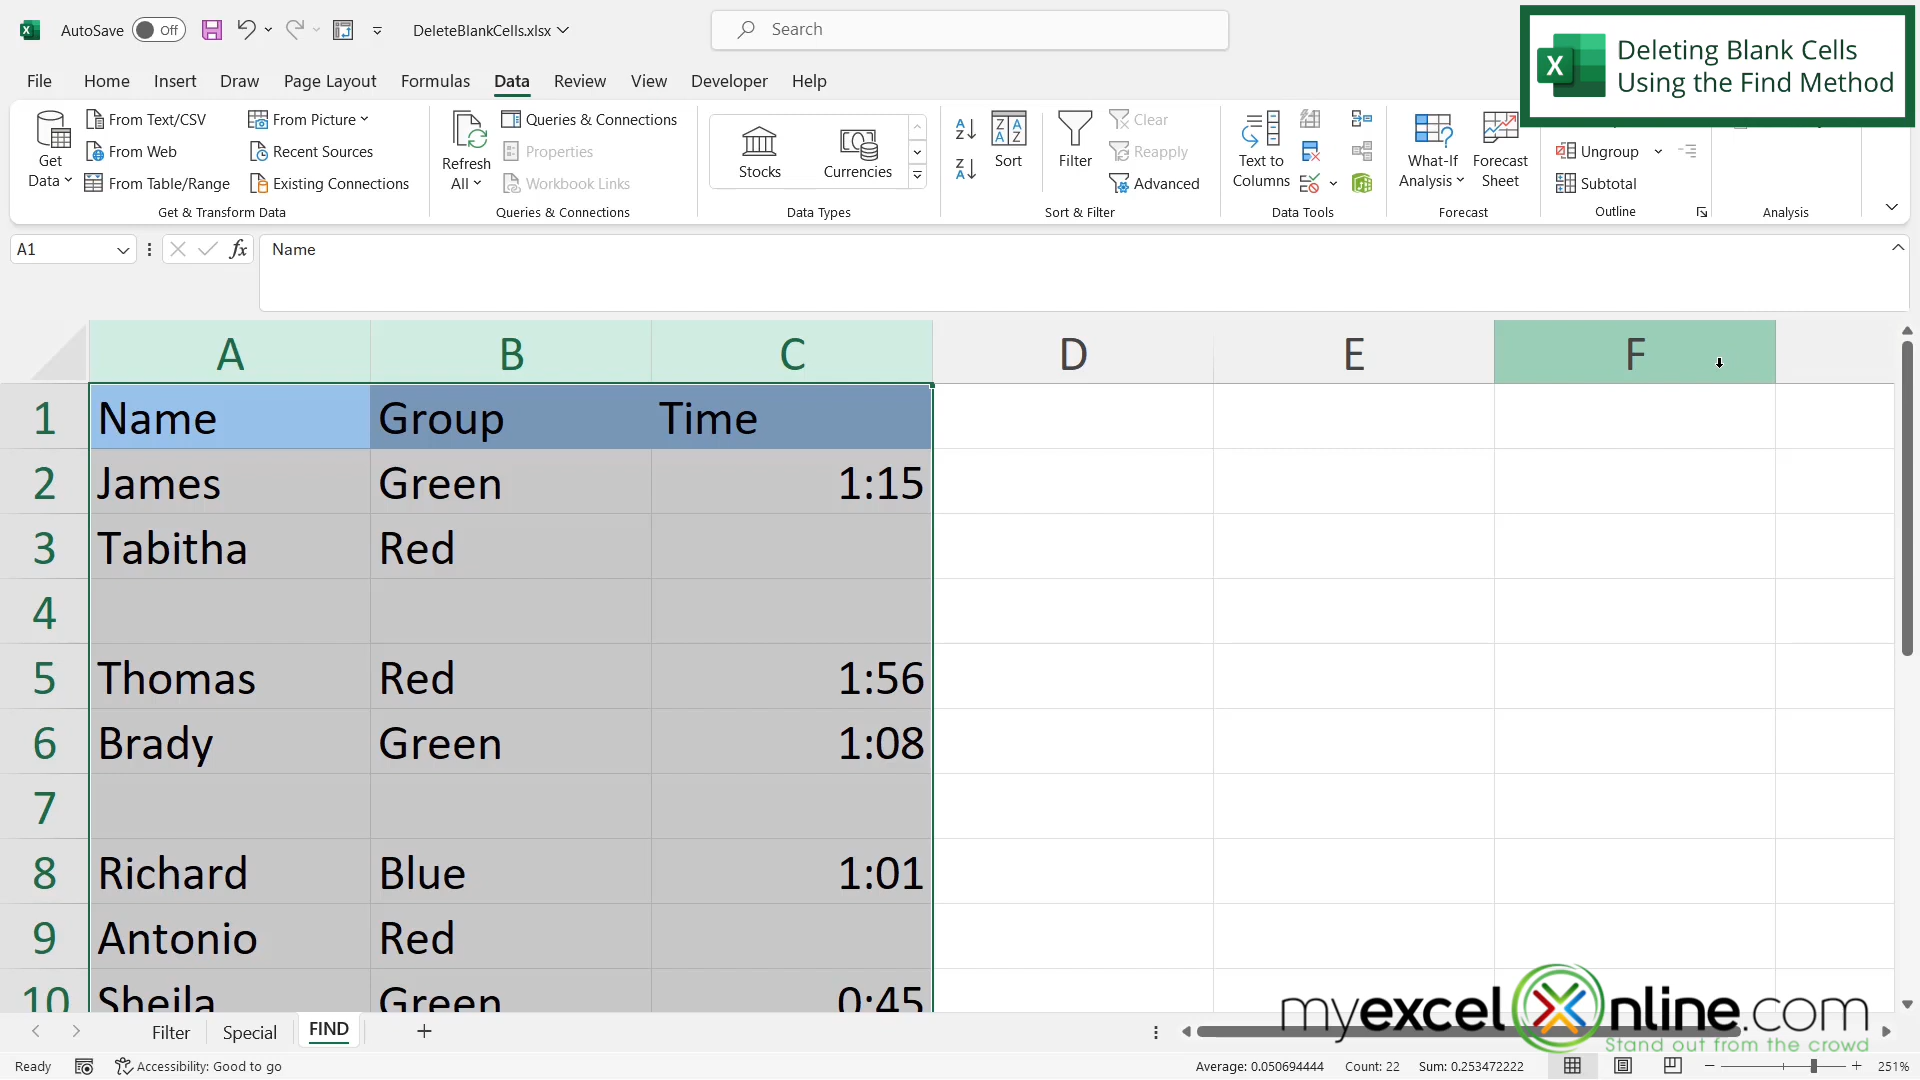 AutoSave Off DeleteBlankCells.xlsx Search
Deleting Blank Cells
Using the Find Method
File Home Insert Draw Page Layout Formulas Data Review View Developer Help
Get
Data
From Text/CSV
From Web
From Table/Range
From Picture
Recent Sources
Existing Connections
Get & Transform Data
Refresh
All
Queries & Connections
Properties
Workbook Links
Queries & Connections
Stocks
Currencies
Data Types
Sort
Filter
Clear
Reapply
Advanced
Sort & Filter
Text to
Columns
Data Tools
What-If
Analysis
Forecast
Sheet
Forecast
Ungroup
Subtotal
Outline
Analysis
A1 fx Name
A B C D E F
1 Name Group Time
2 James Green 1:15
3 Tabitha Red
4
5 Thomas Red 1:56
6 Brady Green 1:08
7
8 Richard Blue 1:01
9 Antonio Red
10 Sheila Green 0:45
myexcelonline.com
Stand out from the crowd
Filter Special FIND
Ready Accessibility: Good to go Average: 0.050694444 Count: 22 Sum: 0.253472222 251%